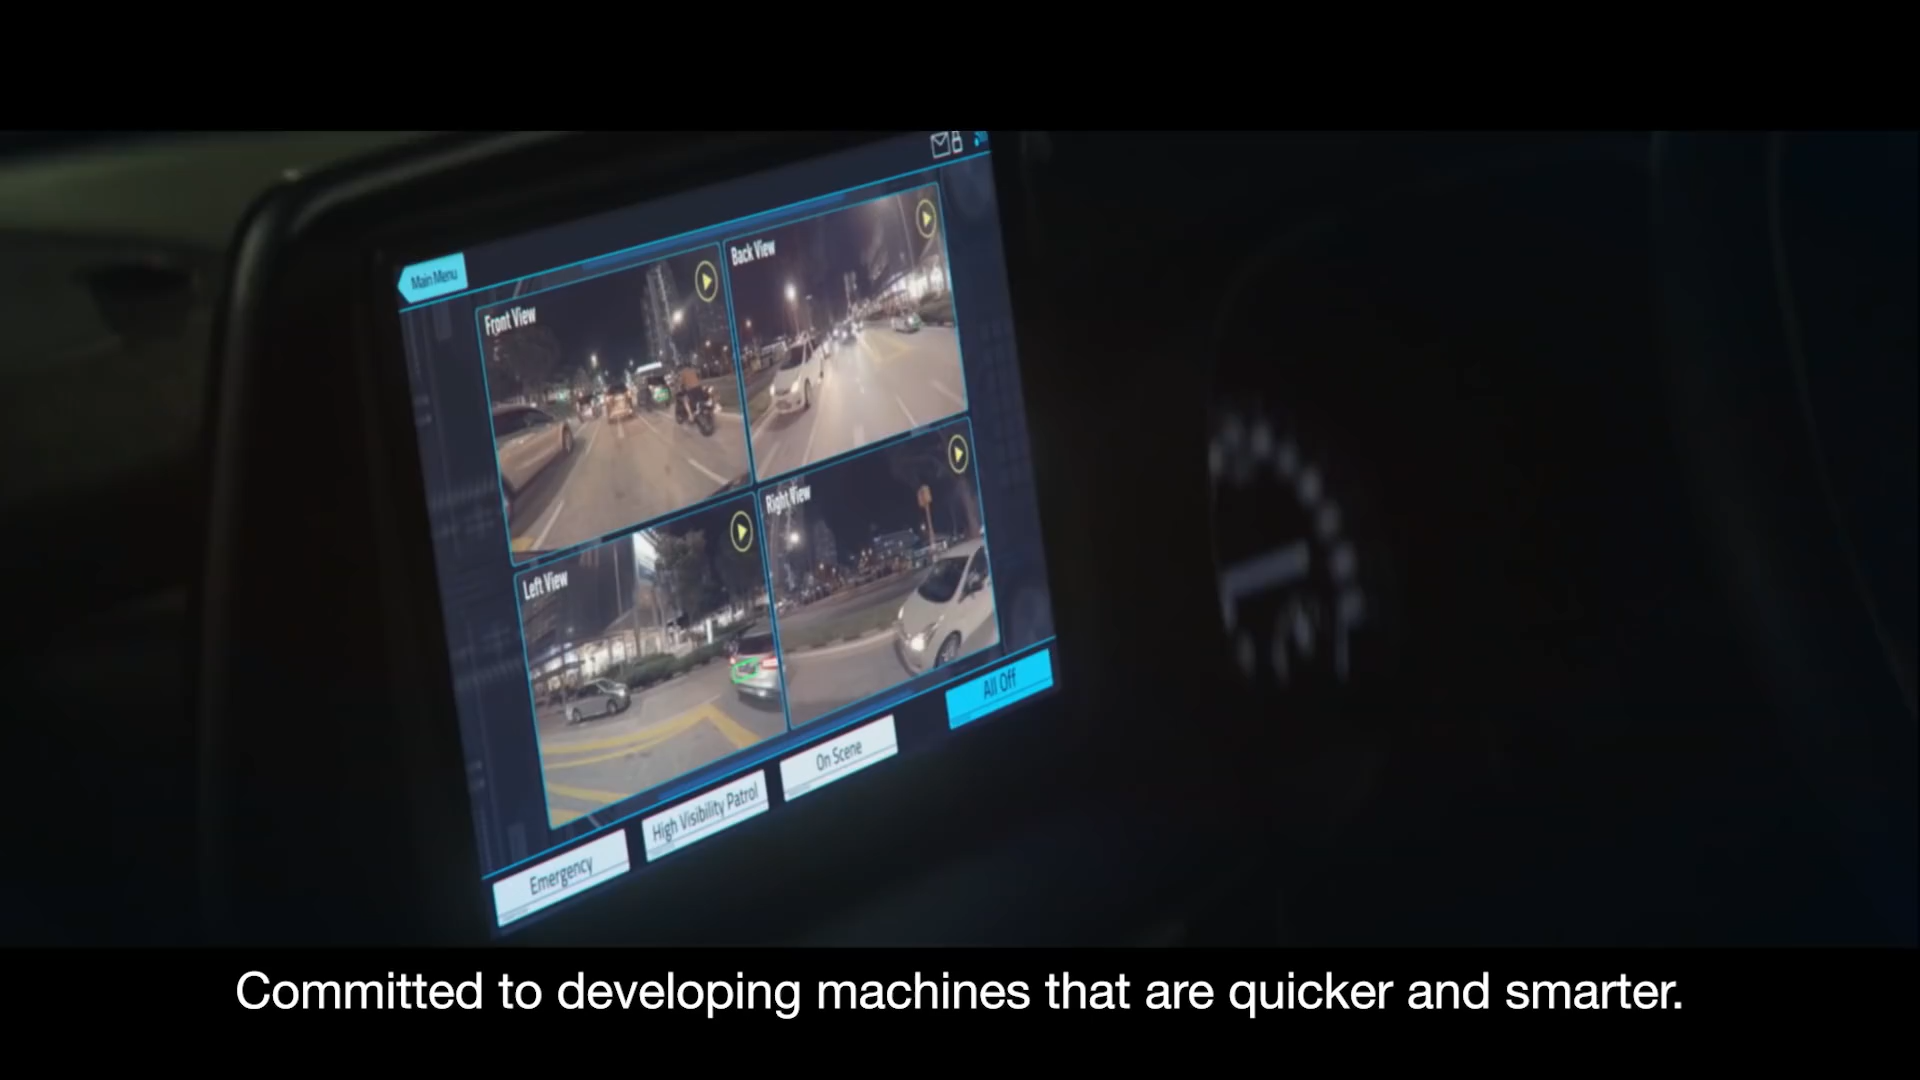 Main Menu
Front View
Back View
Left View
Right View
Emergency
High Visibility Patrol
On Scene
All Off
Committed to developing machines that are quicker and smarter.